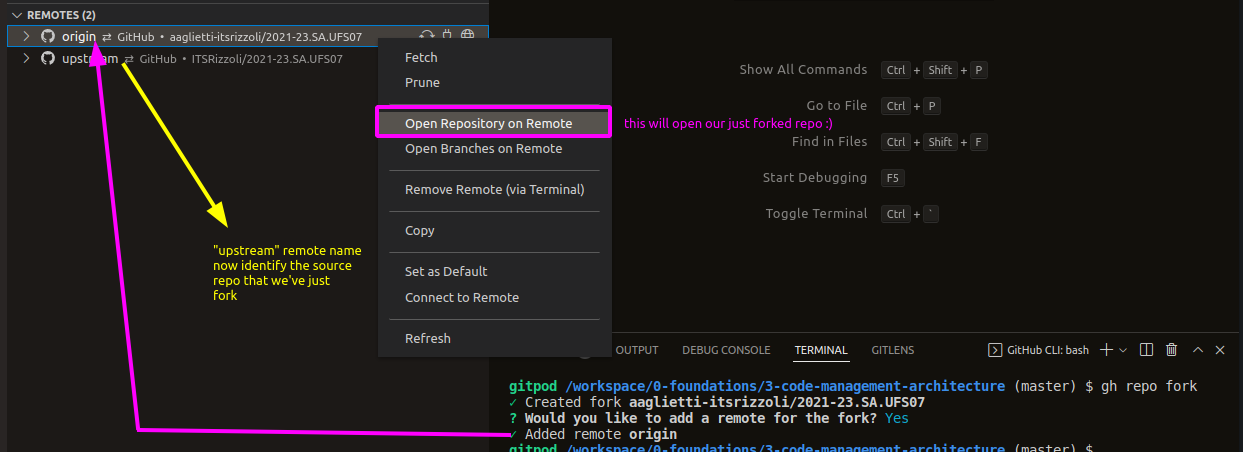 REMOTES (2)
origin ⇄ GitHub • aaglietti-itsrizzoli/2021-23.SA.UFS07
upstream ⇄ GitHub • ITSRizzoli/2021-23.SA.UFS07
"upstream" remote name
now identify the source
repo that we've just
fork
Fetch
Prune
Open Repository on Remote
Open Branches on Remote
Remove Remote (via Terminal)
Copy
Set as Default
Connect to Remote
Refresh
Show All Commands Ctrl + Shift + P
Go to File Ctrl + P
this will open our just forked repo :)
Find in Files Ctrl + Shift + F
Start Debugging F5
Toggle Terminal Ctrl + `
OUTPUT DEBUG CONSOLE TERMINAL GITLENS GitHub CLI: bash
gitpod /workspace/0-foundations/3-code-management-architecture (master) $ gh repo fork
✓ Created fork aaglietti-itsrizzoli/2021-23.SA.UFS07
? Would you like to add a remote for the fork? Yes
✓ Added remote origin
gitpod /workspace/0-foundations/3-code-management-architecture (master) $